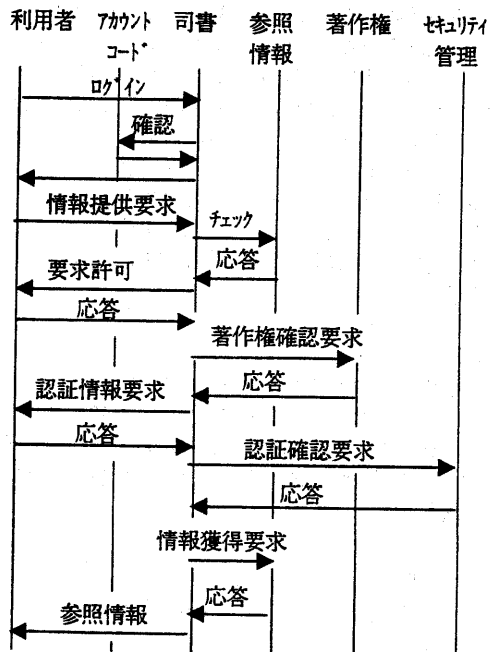 利用者 アカウント 司書 参照 著作権 セキュリティ
コード 情報 管理
ログイン
確認
情報提供要求
チェック
応答
要求許可
応答
著作権確認要求
応答
認証情報要求
応答
認証確認要求
応答
情報獲得要求
応答
参照情報